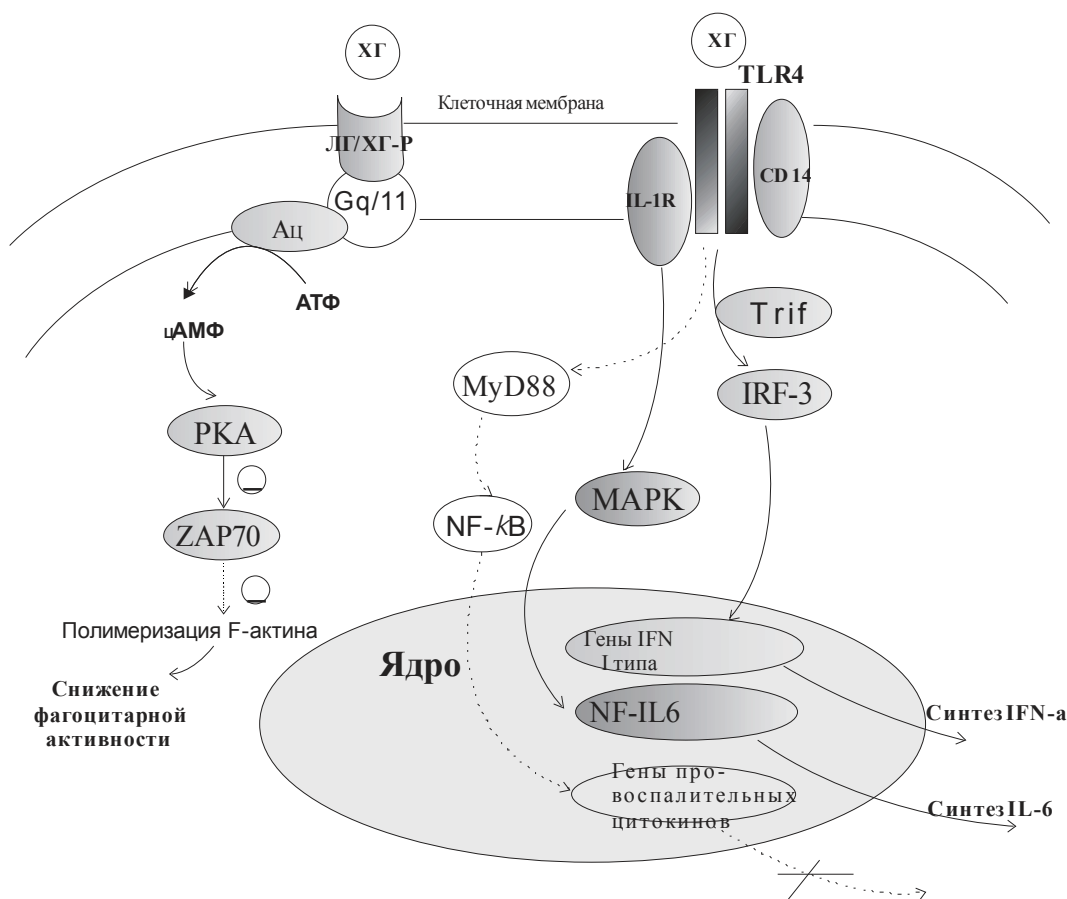 ХГ
ХГ
TLR4
Клеточная мембрана
ЛГ/ХГ-Р
Gq/11
IL-1R
CD 14
Ац
АТФ
цАМФ
Trif
MyD88
IRF-3
PKA
MAPK
NF-kB
ZAP70
Полимеризация F-актина
Гены IFN
I типа
Ядро
Снижение
фагоцитарной
активности
NF-IL6
Синтез IFN-a
Гены про-
воспалительных
цитокинов
Синтез IL-6